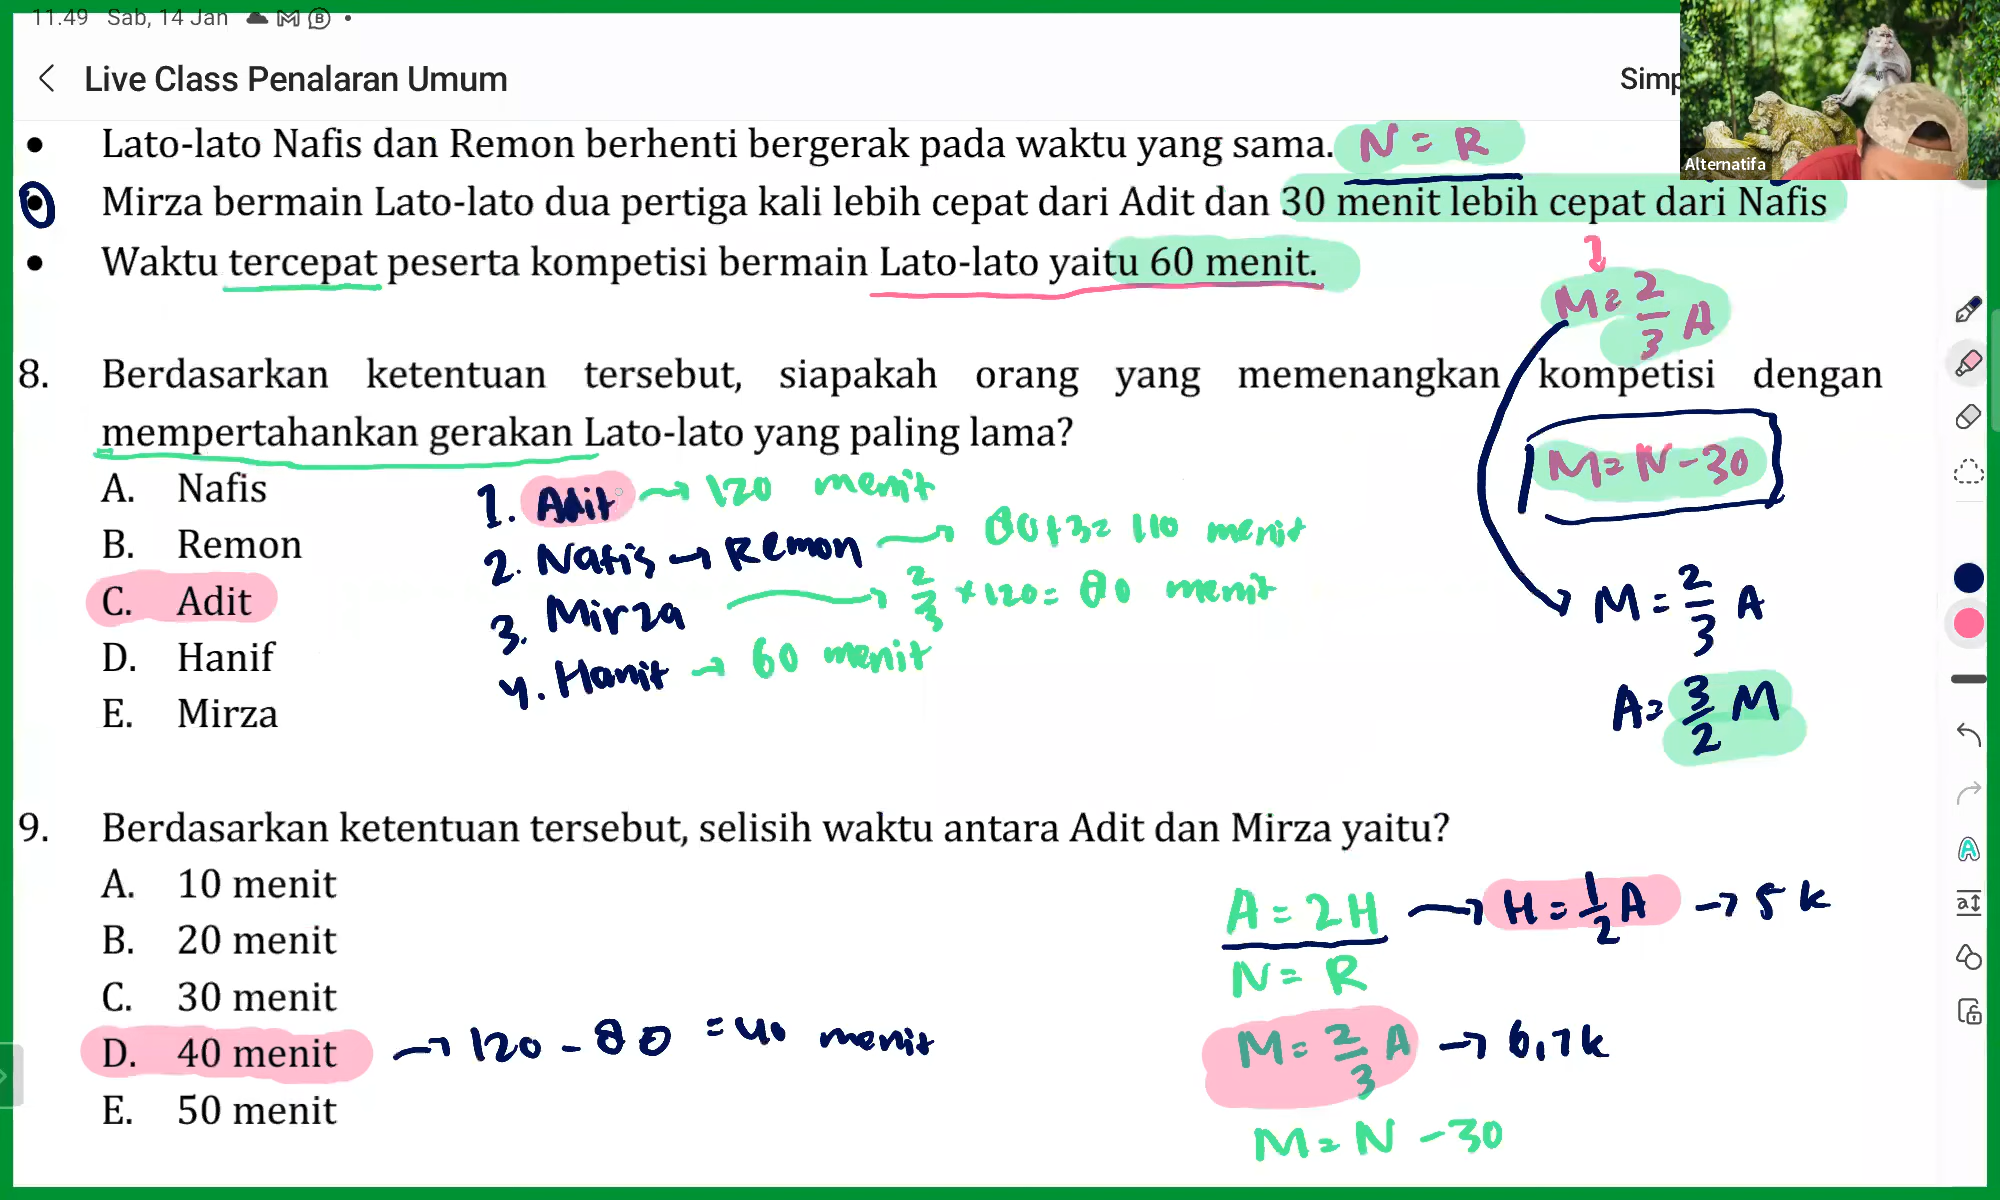 11.49 Sab, 14 Jan
Live Class Penalaran Umum
Simp
Alternatifa
• Lato-lato Nafis dan Remon berhenti bergerak pada waktu yang sama. N = R
• Mirza bermain Lato-lato dua pertiga kali lebih cepat dari Adit dan 30 menit lebih cepat dari Nafis
• Waktu tercepat peserta kompetisi bermain Lato-lato yaitu 60 menit.
M = 2/3 A
8. Berdasarkan ketentuan tersebut, siapakah orang yang memenangkan kompetisi dengan
mempertahankan gerakan Lato-lato yang paling lama?
M = N - 30
A. Nafis
B. Remon
C. Adit
D. Hanif
E. Mirza
1. Adit → 120 menit
2. Nafis → Remon → 80+3= 110 menit
3. Mirza → 2/3 × 120 = 80 menit
4. Hanif → 60 menit
M = 2/3 A
A = 3/2 M
9. Berdasarkan ketentuan tersebut, selisih waktu antara Adit dan Mirza yaitu?
A. 10 menit
B. 20 menit
C. 30 menit
D. 40 menit → 120 - 80 = 40 menit
E. 50 menit
A = 2H → H = 1/2 A → 5 k
N = R
M = 2/3 A → 6,7k
M = N - 30